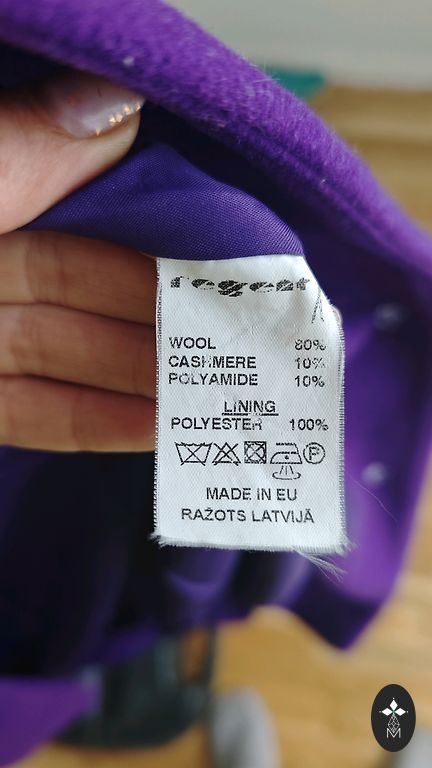 regent
WOOL 80%
CASHMERE 10%
POLYAMIDE 10%
LINING
POLYESTER 100%
P
MADE IN EU
RAŽOTS LATVIJĀ
M